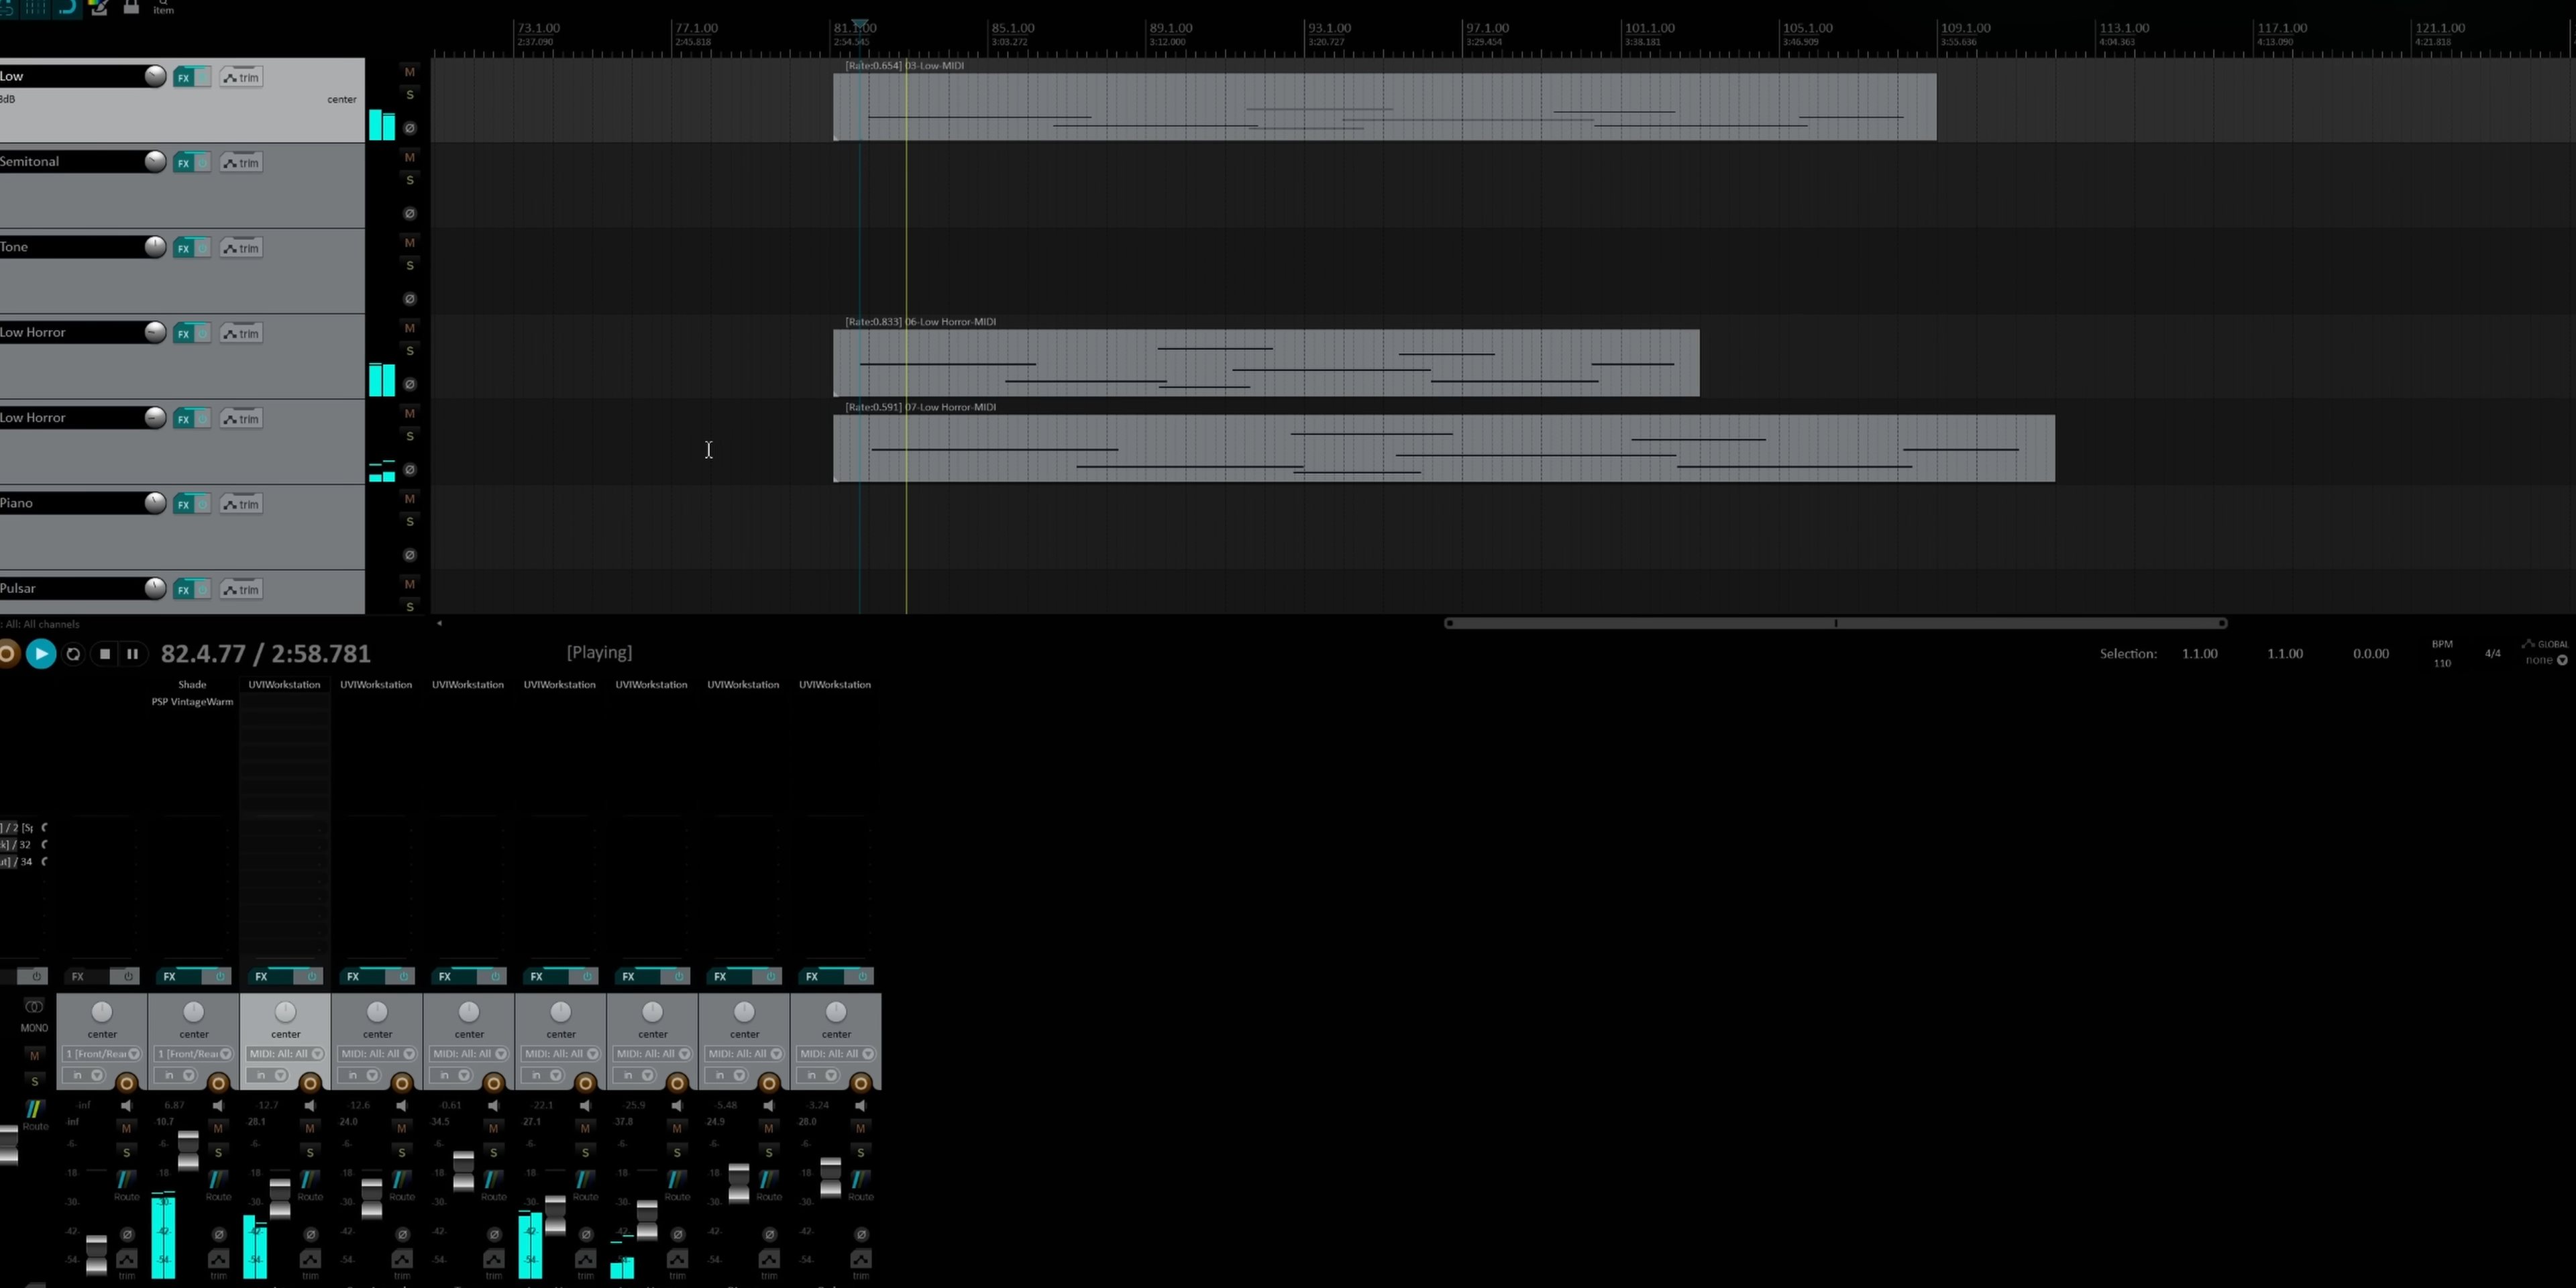 item
73.1.00 77.1.00 81.1.00 85.1.00 89.1.00 93.1.00 97.1.00 101.1.00 105.1.00 109.1.00 113.1.00 117.1.00 121.1.00
2:37.090 2:45.818 2:54.545 3:03.272 3:12.000 3:20.727 3:29.454 3:38.181 3:46.909 3:55.636 4:04.363 4:13.090 4:21.818
[Rate:0.654] 03-Low-MIDI
Low FX trim M
dB center S
Semitonal FX trim M
S
Tone FX trim M
S
[Rate:0.833] 06-Low Horror-MIDI
Low Horror FX trim M
S
[Rate:0.591] 07-Low Horror-MIDI
Low Horror FX trim M
S
Piano FX trim M
S
Pulsar FX trim M
S
: All: All channels
82.4.77 / 2:58.781 [Playing] Selection: 1.1.00 1.1.00 0.0.00 BPM 110 4/4 GLOBAL none
Shade UVIWorkstation UVIWorkstation UVIWorkstation UVIWorkstation UVIWorkstation UVIWorkstation UVIWorkstation
PSP VintageWarm
] / 2 [Sp
k] / 32
ut] / 34
FX FX FX FX FX FX FX FX FX
MONO center center center center center center center center center
M 1 [Front/Rear 1 [Front/Rear MIDI: All: All MIDI: All: All MIDI: All: All MIDI: All: All MIDI: All: All MIDI: All: All MIDI: All: All
S in in in in in in in in in
-inf 6.87 -12.7 -12.6 -0.61 -22.1 -25.9 -5.48 -3.24
Route -inf -10.7 -28.1 24.0 -34.5 -27.1 -37.8 -24.9 -28.0
M M M M M M M M M
-6- -6- -6- -6- -6- -6- -6- -6-
S S S S S S S S S
-18- -18- -18- -18- -18- -18- -18- -18-
Route Route Route Route Route Route Route Route Route
-30- -30- -30- -30- -30- -30- -30- -30-
-42- -42- -42- -42- -42- -42- -42- -42-
-54- -54- -54- -54- -54- -54- -54- -54- -54-
trim trim trim trim trim trim trim trim trim